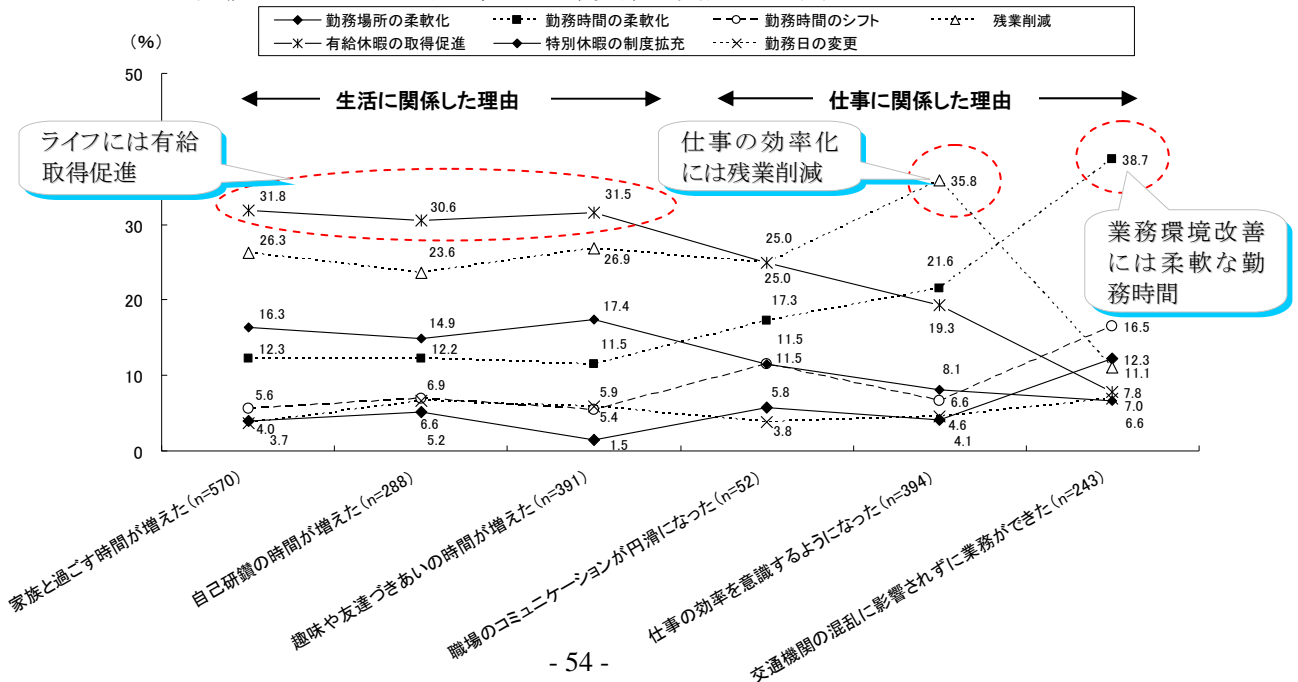 勤務場所の柔軟化 勤務時間の柔軟化 勤務時間のシフト 残業削減
有給休暇の取得促進 特別休暇の制度拡充 勤務日の変更
(%)
50
生活に関係した理由 仕事に関係した理由
ライフには有給
取得促進
仕事の効率化
には残業削減
業務環境改善
には柔軟な勤
務時間
30
20
10
0
31.8 30.6 31.5 25.0 19.3 7.8
26.3 23.6 26.9 25.0 35.8 11.1
16.3 14.9 17.4 11.5 8.1 6.6
12.3 12.2 11.5 17.3 21.6 38.7
5.6 6.9 5.4 11.5 6.6 16.5
4.0 5.2 1.5 5.8 4.1 12.3
3.7 6.6 5.9 3.8 4.6 7.0
家族と過ごす時間が増えた(n=570)
自己研鑽の時間が増えた(n=288)
趣味や友達づきあいの時間が増えた(n=391)
職場のコミュニケーションが円滑になった(n=52)
仕事の効率を意識するようになった(n=394)
交通機関の混乱に影響されずに業務ができた(n=243)
- 54 -